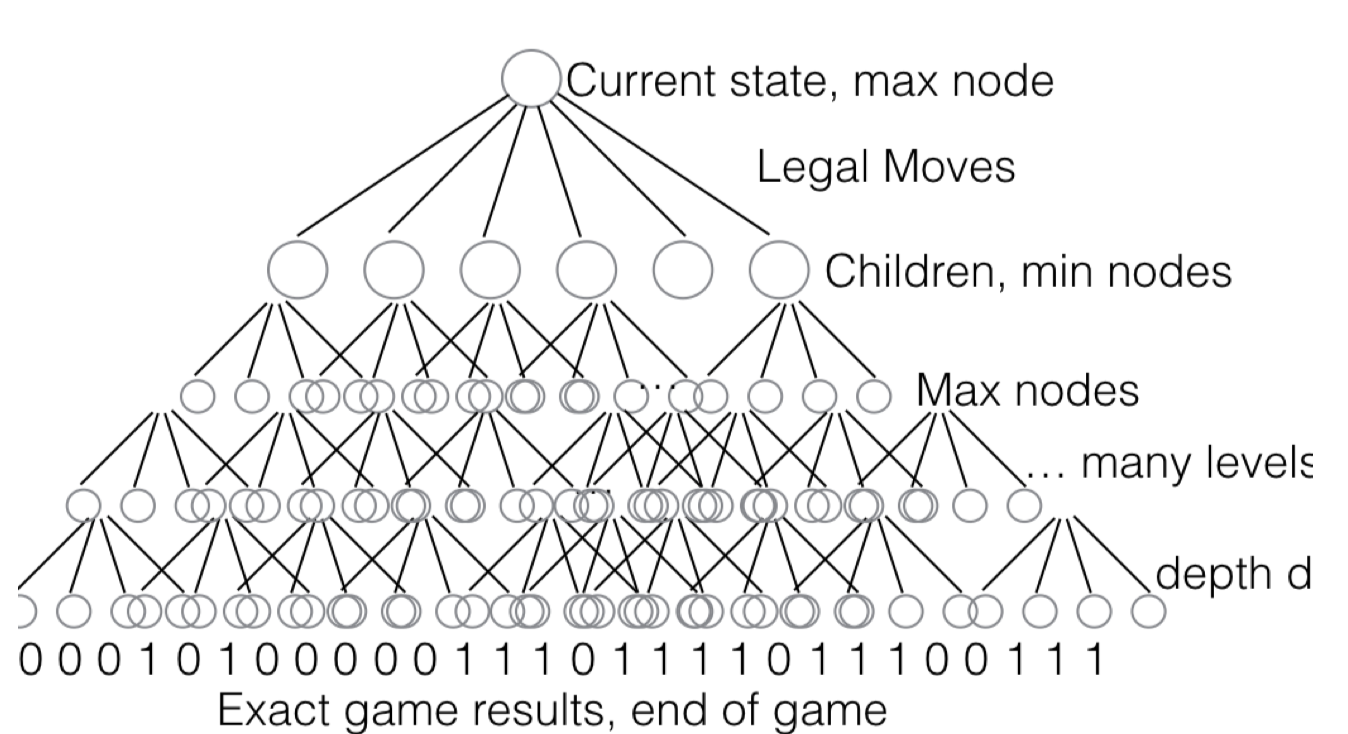 Current state, max node
Legal Moves
Children, min nodes
...
Max nodes
... many levels
...
depth d
0 0 0 1 0 1 0 0 0 0 0 1 1 1 0 1 1 1 1 0 1 1 1 0 0 1 1 1
Exact game results, end of game